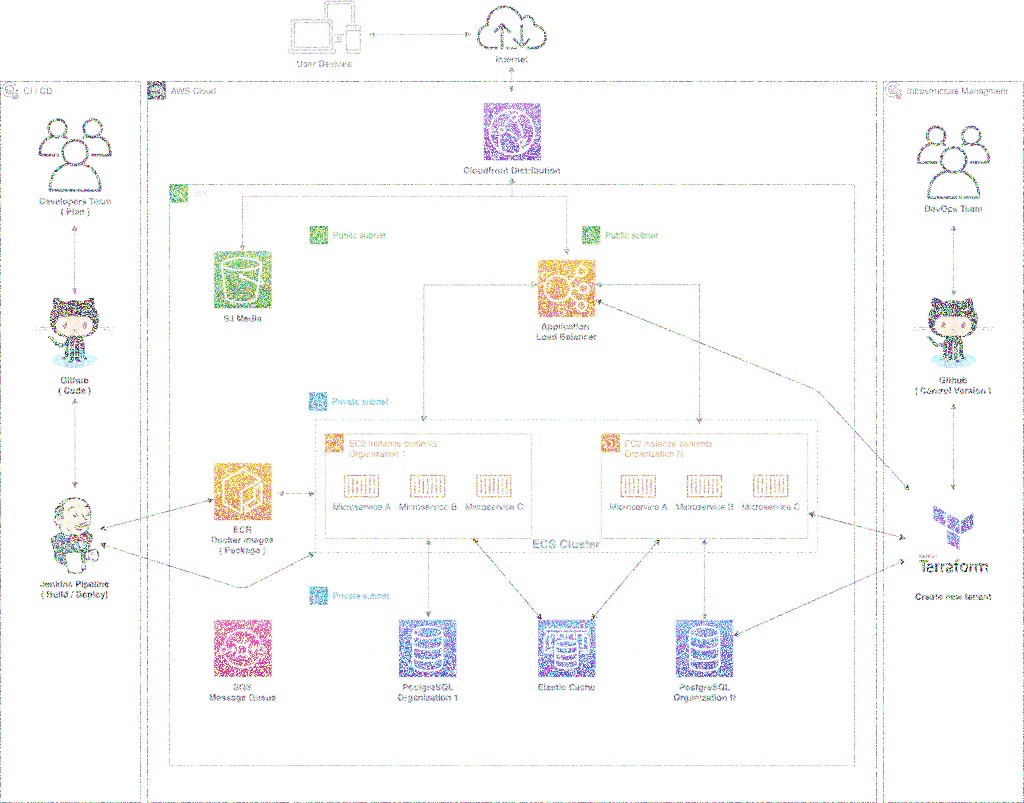 User Devices
Internet
CI / CD
AWS Cloud
Infrastructure Managment
Cloudfront Distribution
Developers Team
( Plan )
DevOps Team
Public subnet
Public subnet
S3 Media
Application
Load Balancer
Github
( Code )
Github
( Control Version )
Private subnet
EC2 instance contents
Organization 1
EC2 instance contents
Organization N
Microservice A
Microservice B
Microservice C
Microservice A
Microservice B
Microservice C
ECR
Docker images
( Package )
ECS Cluster
Terraform
Jenkins Pipeline
( Build / Deploy)
Create new tenant
Private subnet
SQS
Message Queue
PostgreSQL
Organization 1
Elastic Cache
PostgreSQL
Organization N